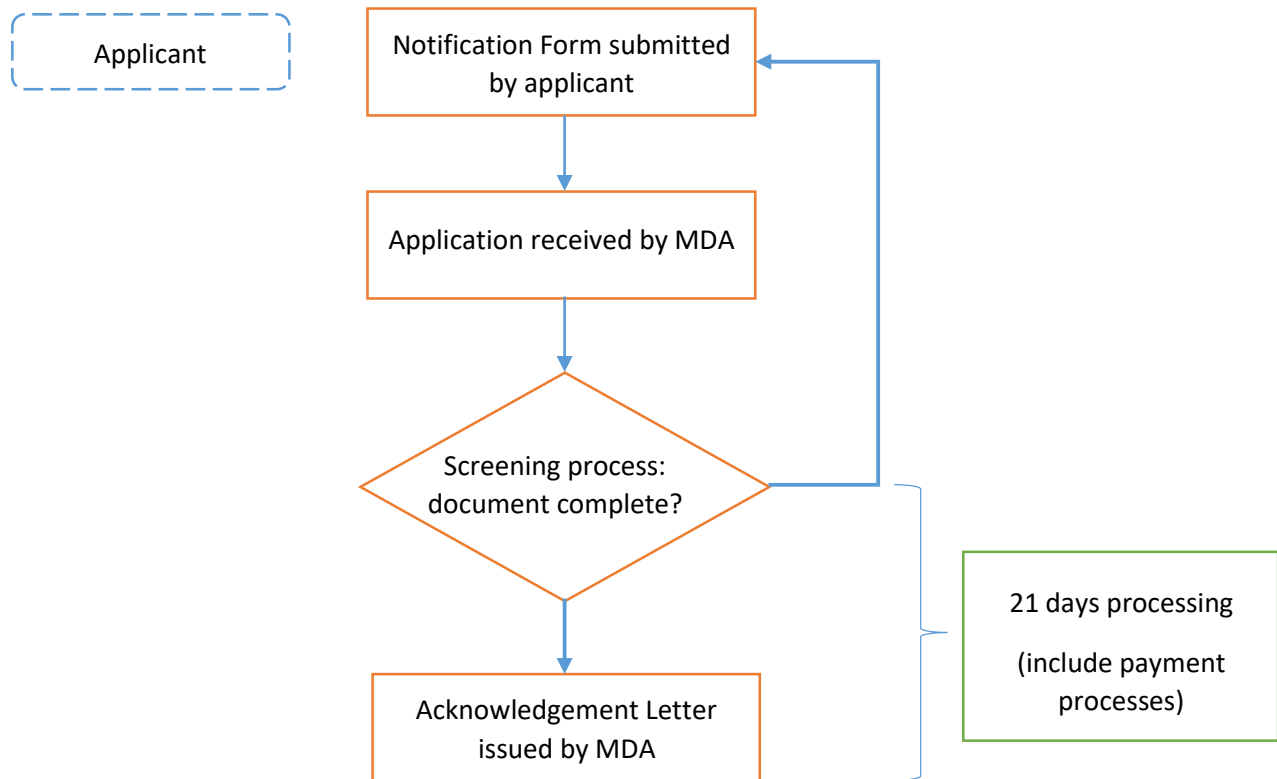 Applicant
Notification Form submitted
by applicant
Application received by MDA
Screening process:
document complete?
21 days processing
(include payment
processes)
Acknowledgement Letter
issued by MDA